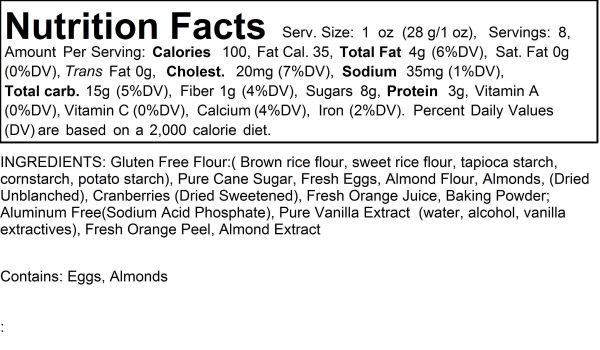 Nutrition Facts Serv. Size: 1 oz (28 g/1 oz), Servings: 8,
Amount Per Serving: Calories 100, Fat Cal. 35, Total Fat 4g (6%DV), Sat. Fat 0g
(0%DV), Trans Fat 0g, Cholest. 20mg (7%DV), Sodium 35mg (1%DV),
Total carb. 15g (5%DV), Fiber 1g (4%DV), Sugars 8g, Protein 3g, Vitamin A
(0%DV), Vitamin C (0%DV), Calcium (4%DV), Iron (2%DV). Percent Daily Values
(DV) are based on a 2,000 calorie diet.
INGREDIENTS: Gluten Free Flour:( Brown rice flour, sweet rice flour, tapioca starch,
cornstarch, potato starch), Pure Cane Sugar, Fresh Eggs, Almond Flour, Almonds, (Dried
Unblanched), Cranberries (Dried Sweetened), Fresh Orange Juice, Baking Powder;
Aluminum Free(Sodium Acid Phosphate), Pure Vanilla Extract (water, alcohol, vanilla
extractives), Fresh Orange Peel, Almond Extract
Contains: Eggs, Almonds
: